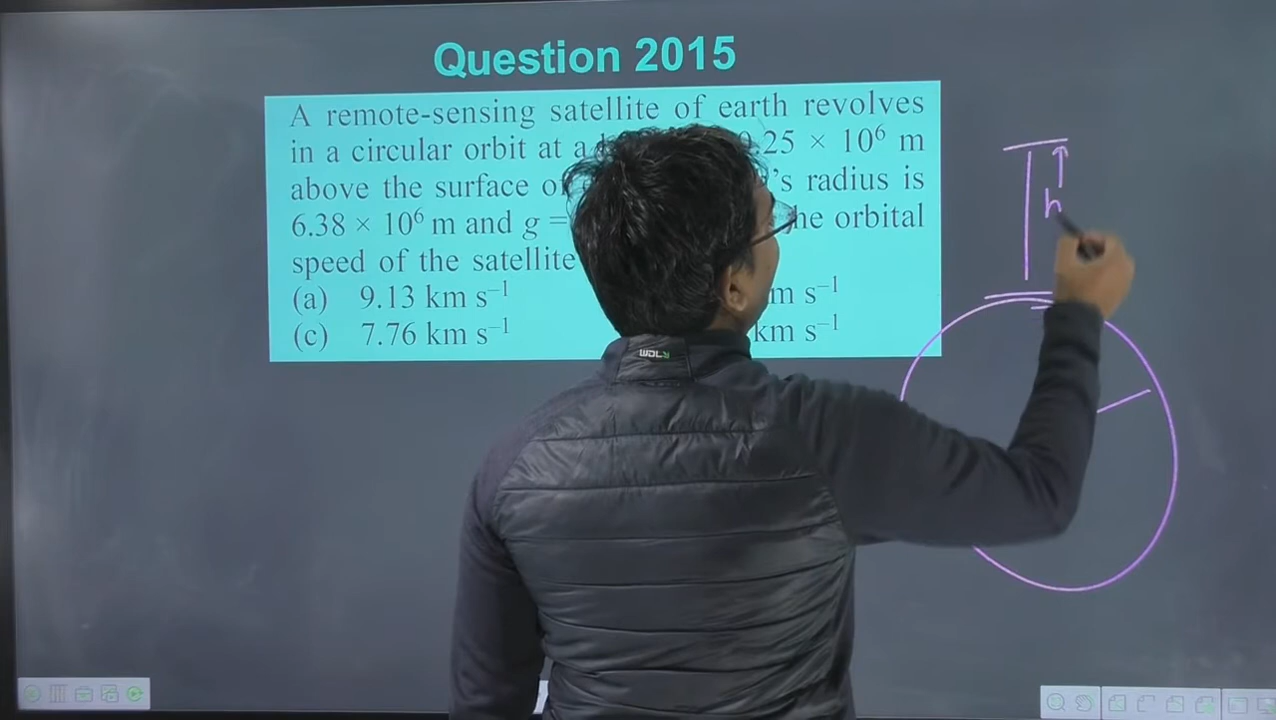 Question 2015
A remote-sensing satellite of earth revolves
in a circular orbit at a .25 × 10⁶ m
above the surface 's radius is
6.38 × 10⁶ m and g = he orbital
speed of the satellite
(a) 9.13 km s⁻¹ m s⁻¹
(c) 7.76 km s⁻¹ km s⁻¹
h